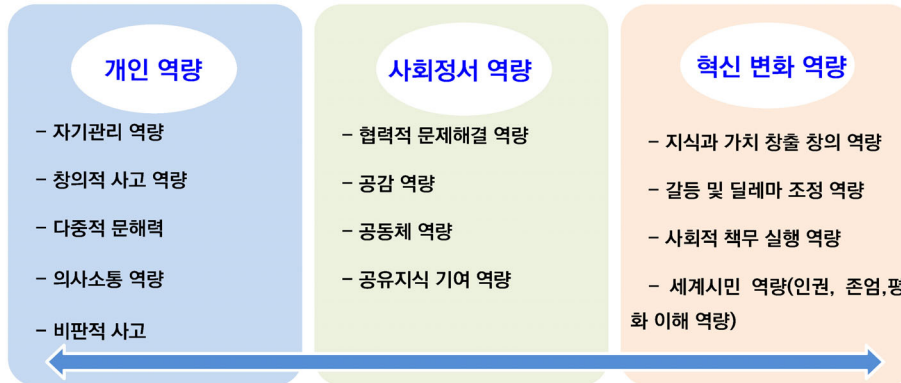 개인 역량
- 자기관리 역량
- 창의적 사고 역량
- 다중적 문해력
- 의사소통 역량
- 비판적 사고
사회정서 역량
- 협력적 문제해결 역량
- 공감 역량
- 공동체 역량
- 공유지식 기여 역량
혁신 변화 역량
- 지식과 가치 창출 창의 역량
- 갈등 및 딜레마 조정 역량
- 사회적 책무 실행 역량
- 세계시민 역량(인권, 존엄,평
화 이해 역량)